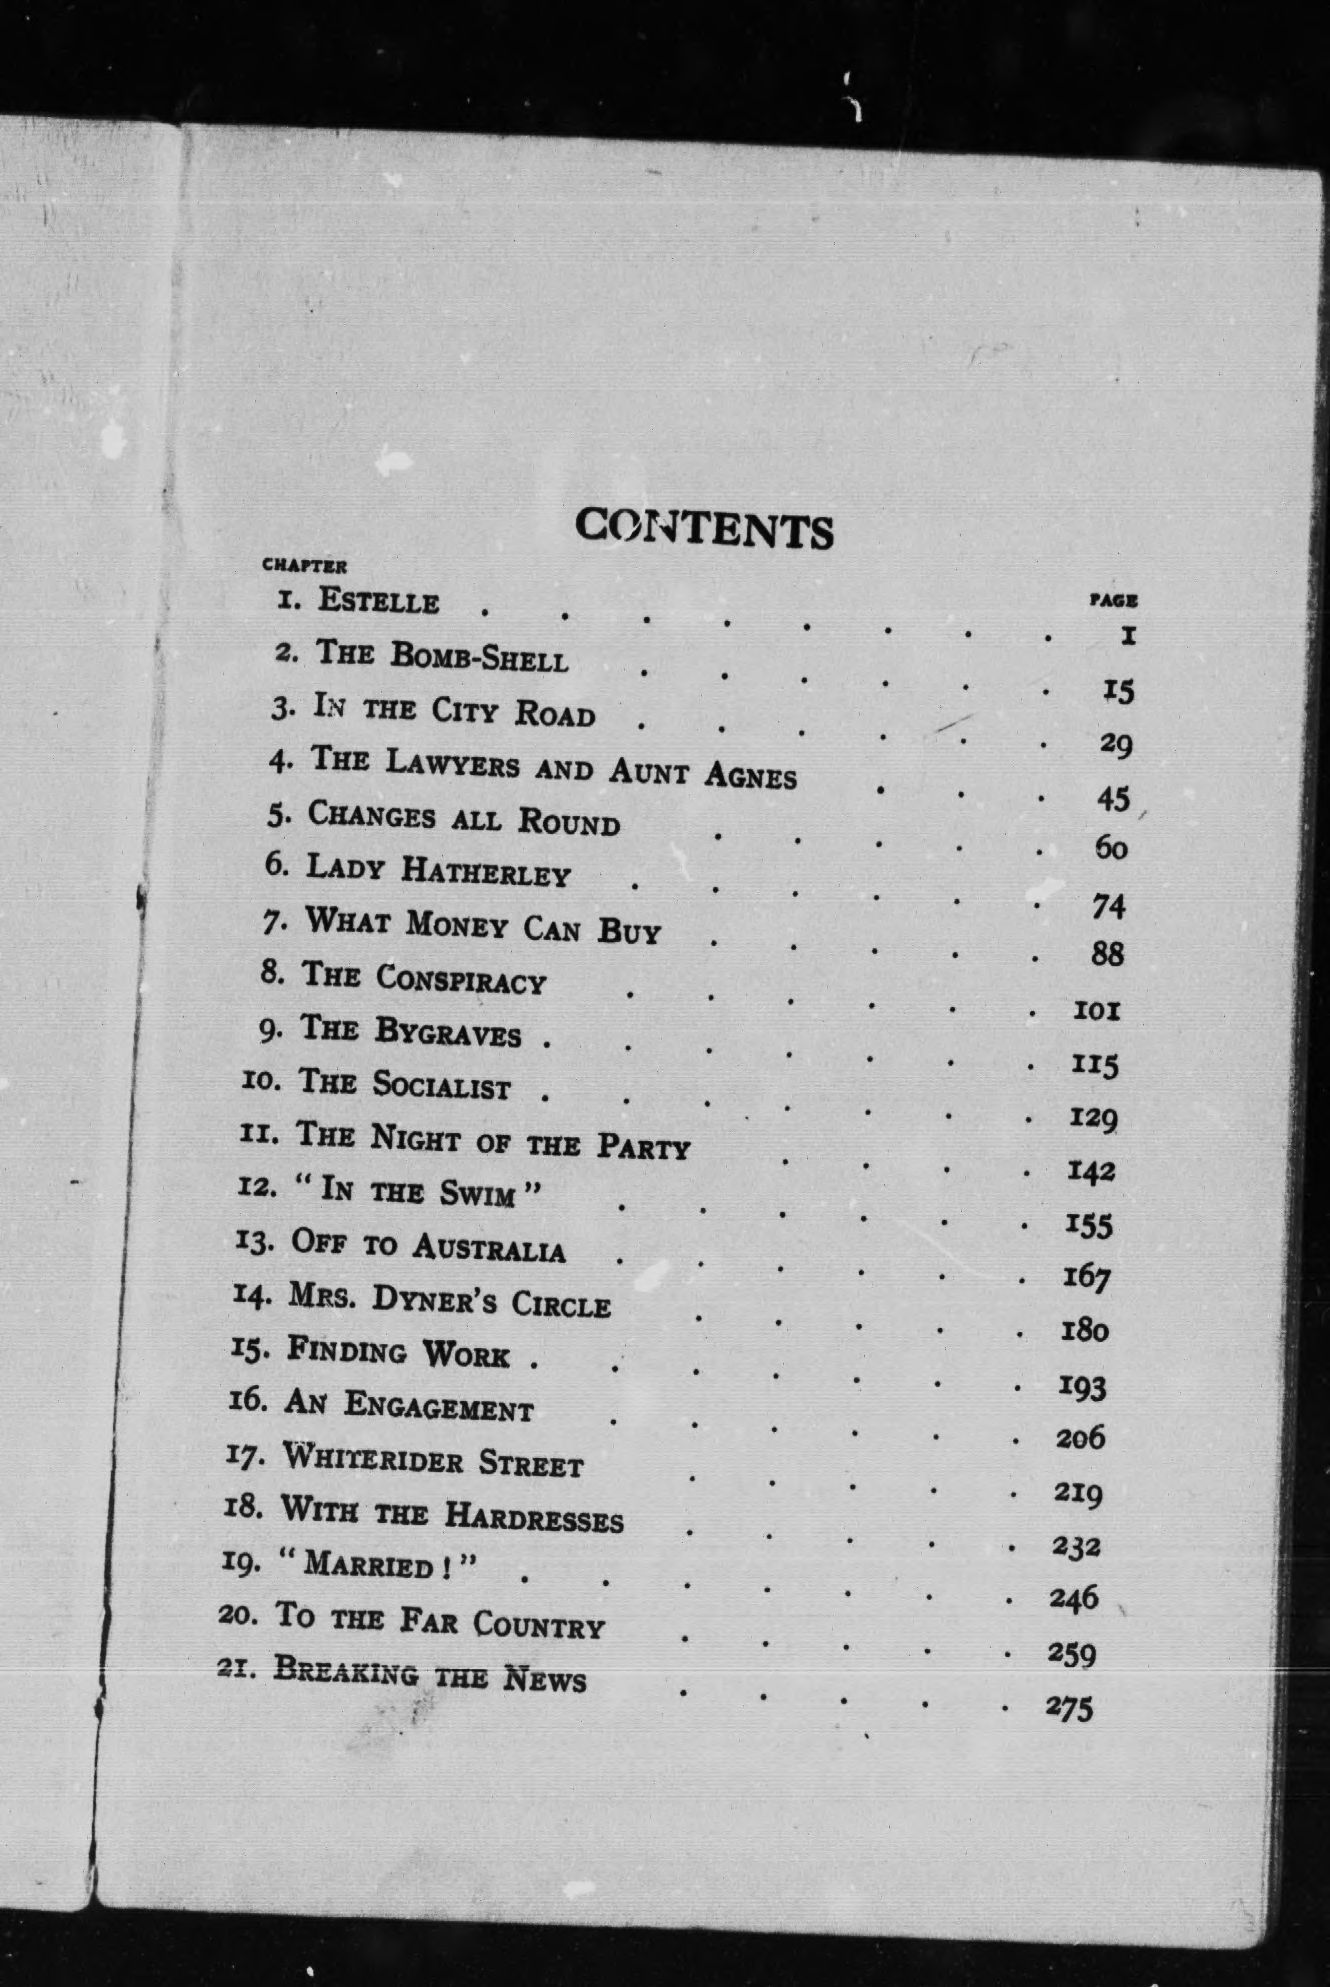 CONTENTS
CHAPTER PAGE
1. ESTELLE . . . . . . . . 1
2. THE BOMB-SHELL . . . . . . 15
3. IN THE CITY ROAD . . . . . . 29
4. THE LAWYERS AND AUNT AGNES . . . 45
5. CHANGES ALL ROUND . . . . . 60
6. LADY HATHERLEY . . . . . . 74
7. WHAT MONEY CAN BUY . . . . . 88
8. THE CONSPIRACY . . . . . . 101
9. THE BYGRAVES . . . . . . . 115
10. THE SOCIALIST . . . . . . . 129
11. THE NIGHT OF THE PARTY . . . . 142
12. "IN THE SWIM" . . . . . . 155
13. OFF TO AUSTRALIA . . . . . . 167
14. MRS. DYNER'S CIRCLE . . . . . 180
15. FINDING WORK . . . . . . . 193
16. AN ENGAGEMENT . . . . . . 206
17. WHITERIDER STREET . . . . . 219
18. WITH THE HARDRESSES . . . . . 232
19. "MARRIED!" . . . . . . . 246
20. TO THE FAR COUNTRY . . . . . 259
21. BREAKING THE NEWS . . . . . 275